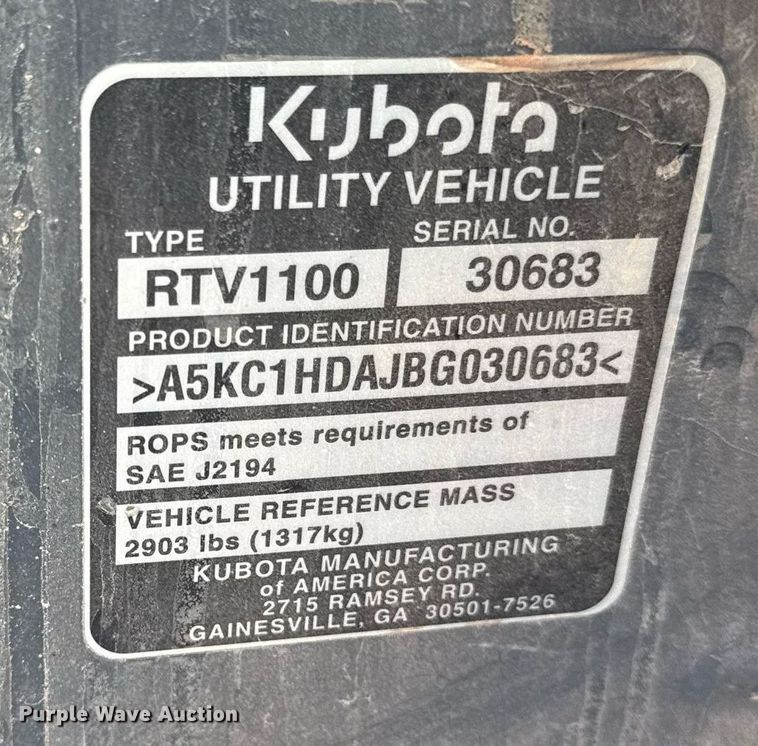 Kubota
UTILITY VEHICLE
TYPE SERIAL NO.
RTV1100 30683
PRODUCT IDENTIFICATION NUMBER
>A5KC1HDAJBG030683<
ROPS meets requirements of
SAE J2194
VEHICLE REFERENCE MASS
2903 lbs (1317kg)
KUBOTA MANUFACTURING
of AMERICA CORP.
2715 RAMSEY RD.
GAINESVILLE, GA 30501-7526
Purple Wave Auction